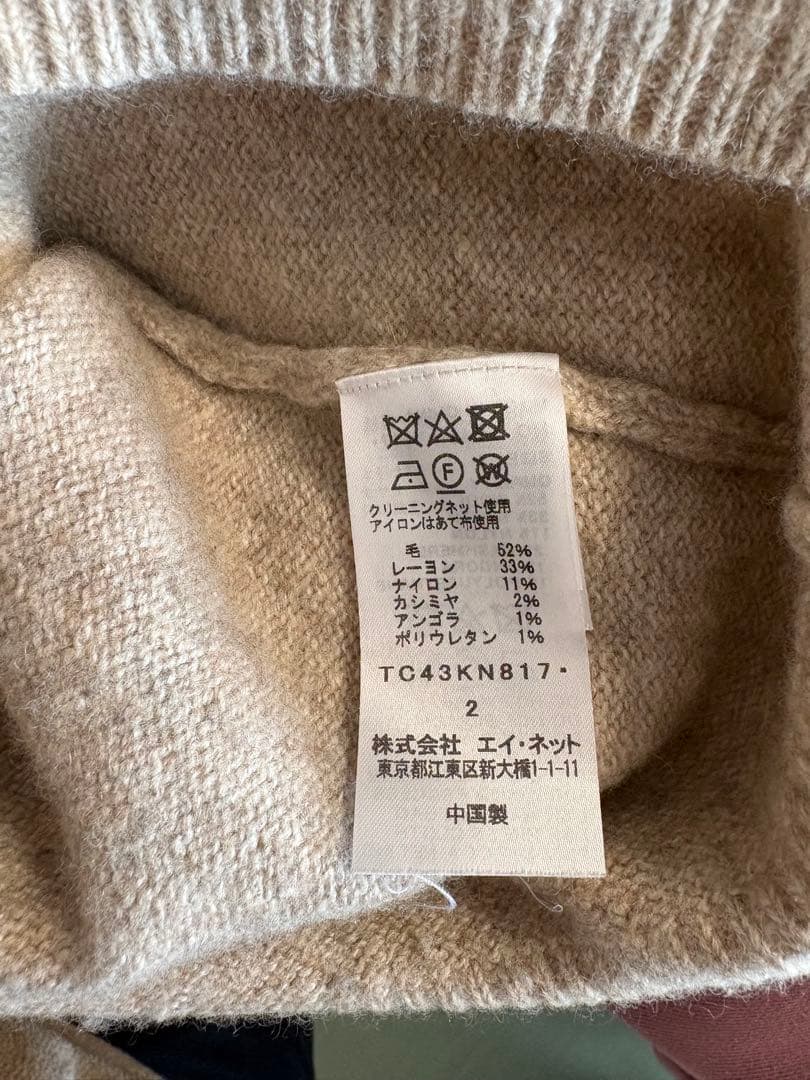 F W
クリーニングネット使用
アイロンはあて布使用
毛 52%
レーヨン 33%
ナイロン 11%
カシミヤ 2%
アンゴラ 1%
ポリウレタン 1%
TC43KN817・
2
株式会社 エイ・ネット
東京都江東区新大橋1-1-11
中国製